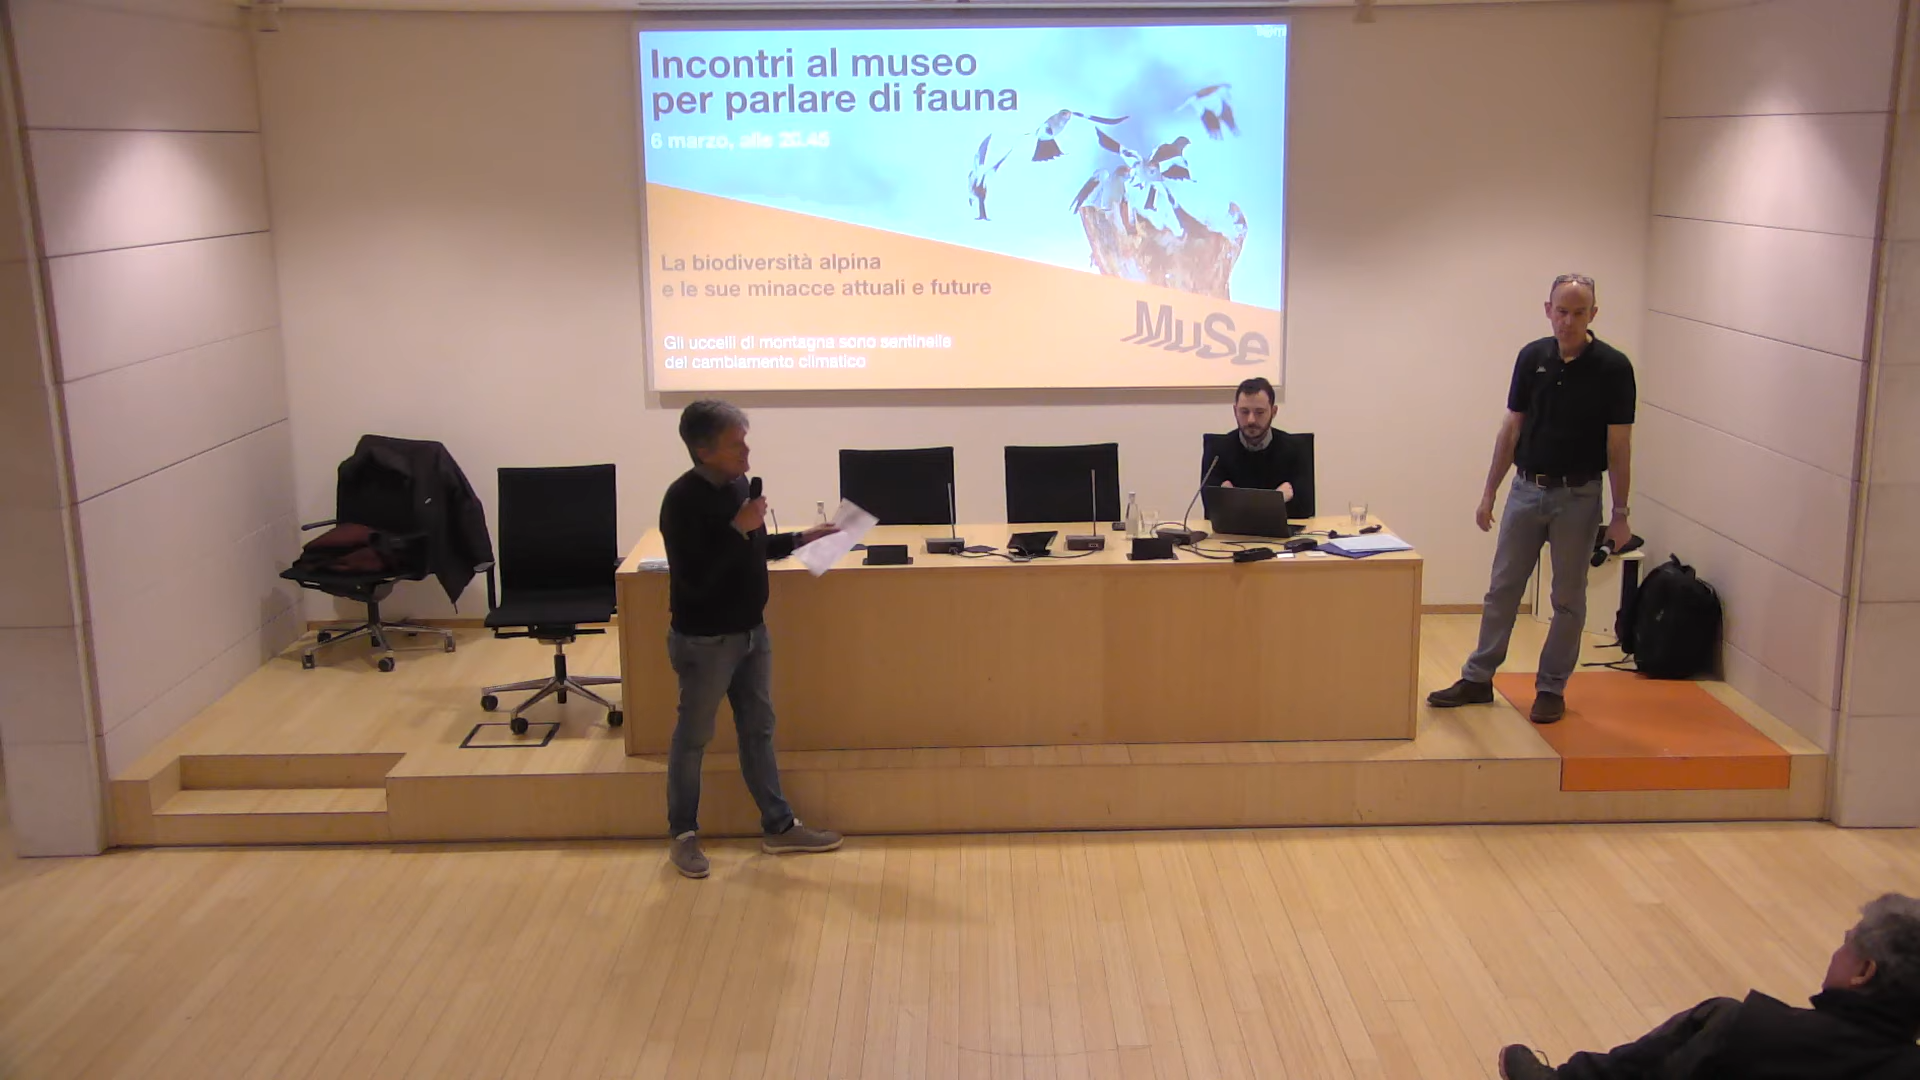 Incontri al museo
per parlare di fauna
6 marzo, alle 20.45
La biodiversità alpina
e le sue minacce attuali e future
MuSe
Gli uccelli di montagna sono sentinelle
del cambiamento climatico